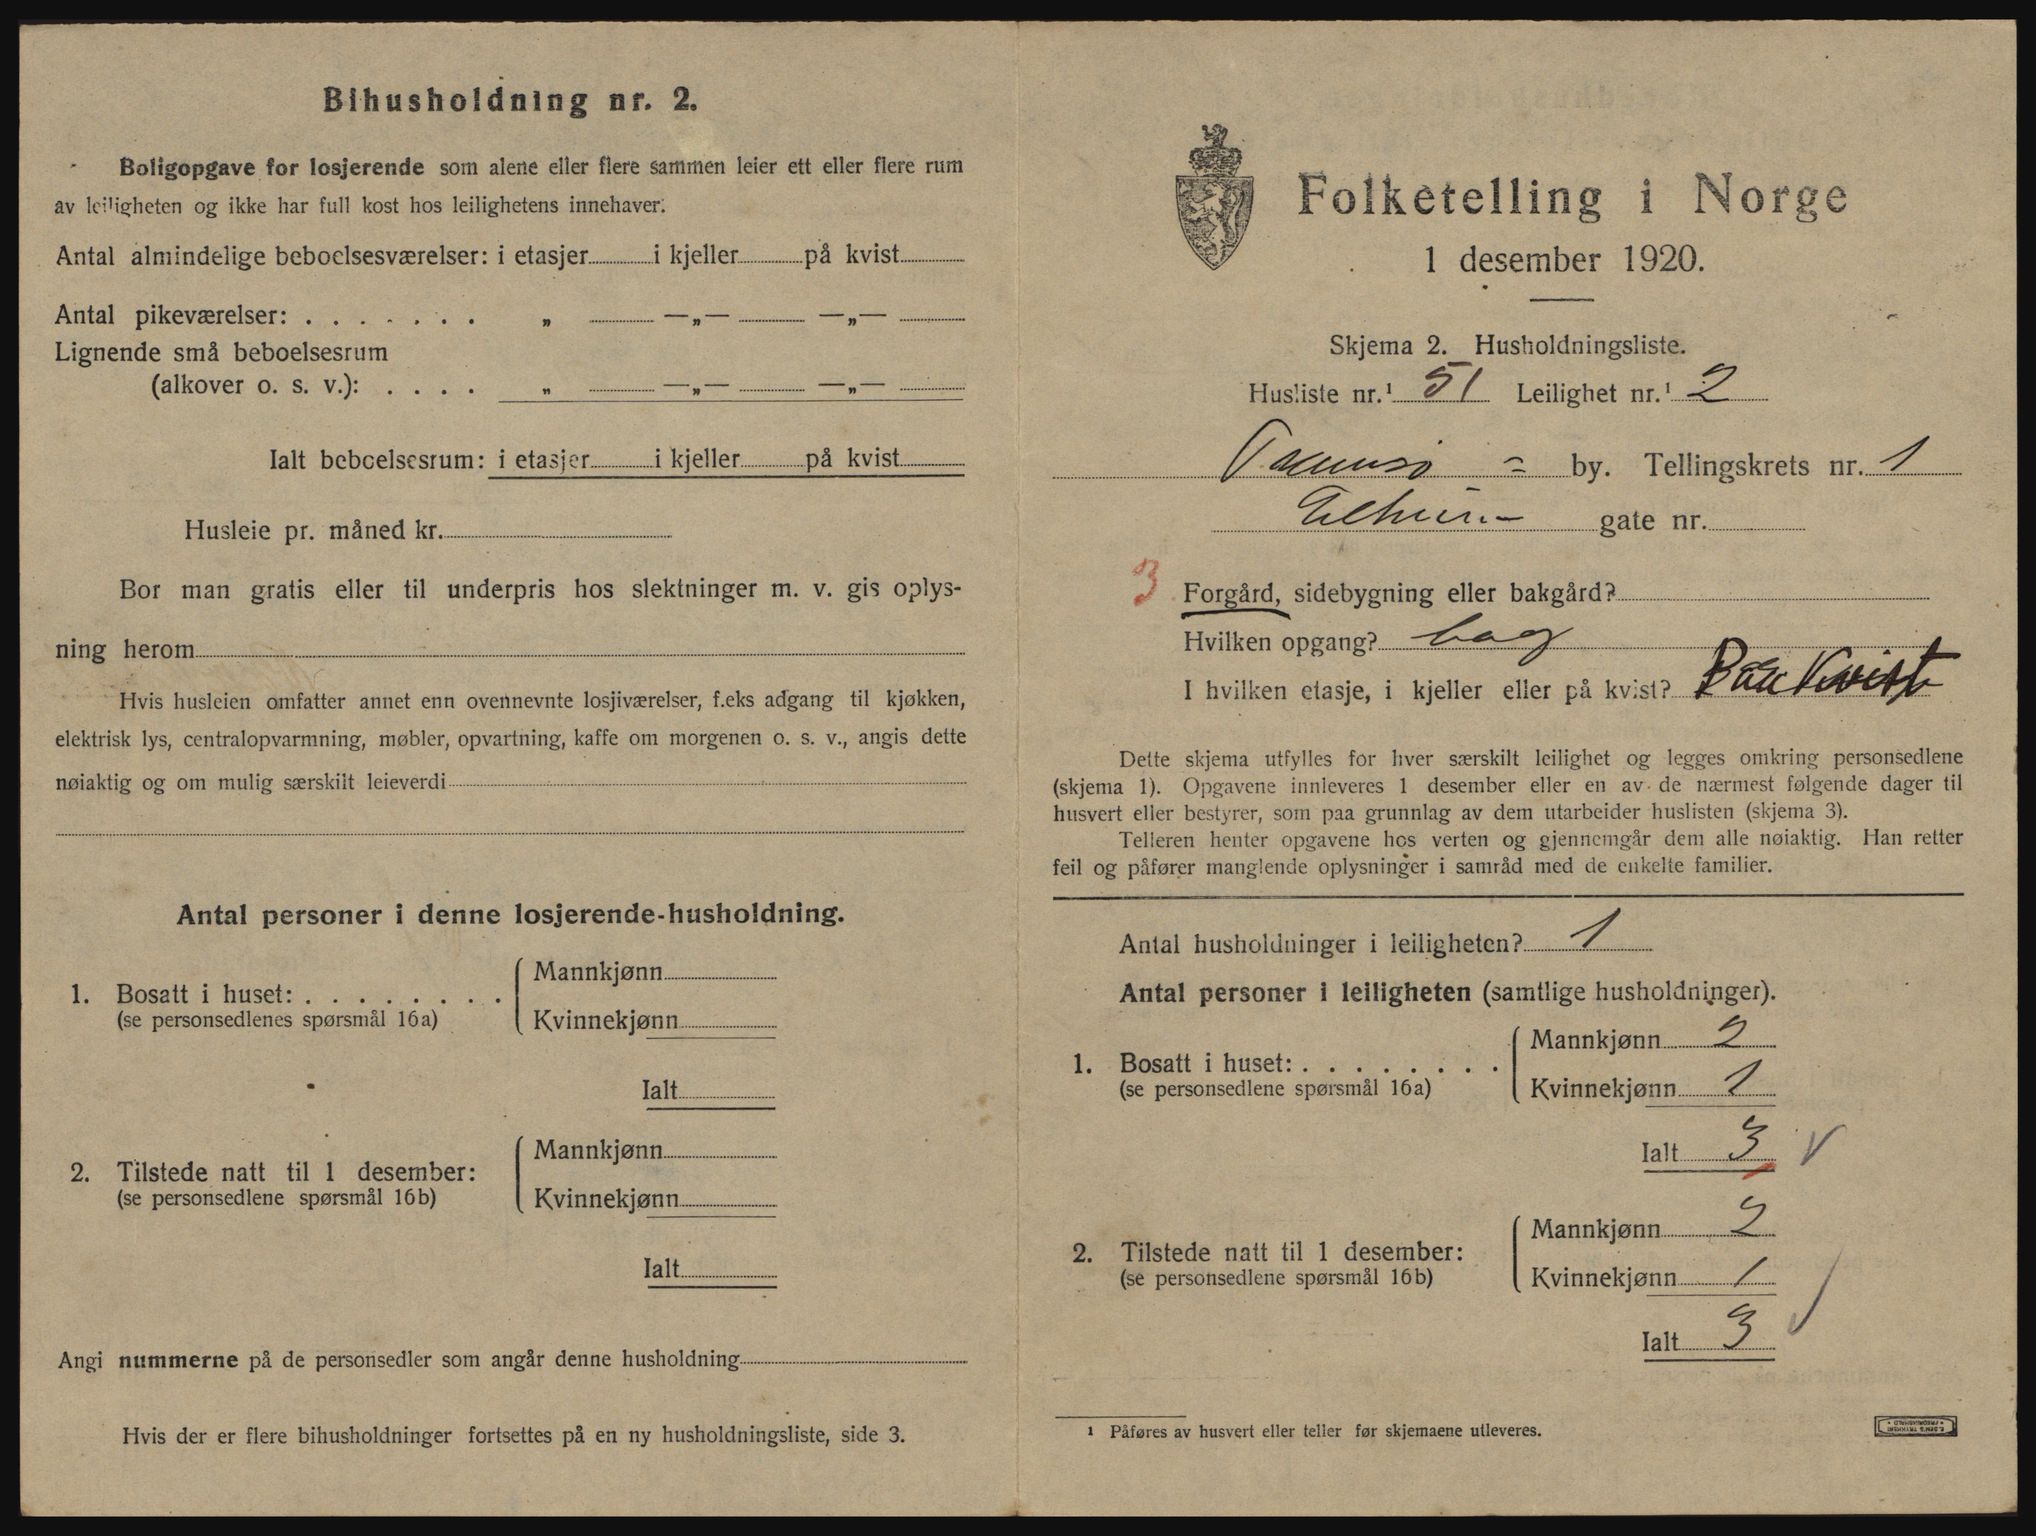 Bihusholdning nr. 2.
Boligopgave for losjerende som alene eller flere sammen leier ett eller flere rum
av leiligheten og ikke har full kost hos leilighetens innehaver.
Antal almindelige beboelsesværelser: i etasjer i kjeller på kvist
Antal pikeværelser: . . . . . . . „ —„— —„—
Lignende små beboelsesrum
(alkover o. s. v.): . . . . „ —„— —„—
Ialt beboelsesrum: i etasjer i kjeller på kvist
Husleie pr. måned kr.
Bor man gratis eller til underpris hos slektninger m. v. gis oplys-
ning herom
Hvis husleien omfatter annet enn ovennevnte losjiværelser, f.eks adgang til kjøkken,
elektrisk lys, centralopvarmning, møbler, opvartning, kaffe om morgenen o. s. v., angis dette
nøiaktig og om mulig særskilt leieverdi
Antal personer i denne losjerende-husholdning.
1. Bosatt i huset: . . . . . . . .
(se personsedlenes spørsmål 16a)
Mannkjønn
Kvinnekjønn
Ialt
2. Tilstede natt til 1 desember:
(se personsedlene spørsmål 16b)
Mannkjønn
Kvinnekjønn
Ialt
Angi nummerne på de personsedler som angår denne husholdning
Hvis der er flere bihusholdninger fortsettes på en ny husholdningsliste, side 3.
Folketelling i Norge
1 desember 1920.
Skjema 2. Husholdningsliste.
Husliste nr.¹ 51 Leilighet nr.¹ 2
Tromsø by. Tellingskrets nr. 1
gate nr.
3 Forgård, sidebygning eller bakgård?
Hvilken opgang? bag
I hvilken etasje, i kjeller eller på kvist? Paa Kvist
Dette skjema utfylles for hver særskilt leilighet og legges omkring personsedlene
(skjema 1). Opgavene innleveres 1 desember eller en av de nærmest følgende dager til
husvert eller bestyrer, som paa grunnlag av dem utarbeider huslisten (skjema 3).
Telleren henter opgavene hos verten og gjennemgår dem alle nøiaktig. Han retter
feil og påfører manglende oplysninger i samråd med de enkelte familier.
Antal husholdninger i leiligheten? 1
Antal personer i leiligheten (samtlige husholdninger).
1. Bosatt i huset: . . . . . . . .
(se personsedlene spørsmål 16a)
Mannkjønn 2
Kvinnekjønn 1
Ialt 3
2. Tilstede natt til 1 desember:
(se personsedlene spørsmål 16b)
Mannkjønn 2
Kvinnekjønn 1
Ialt 3
¹ Påføres av husvert eller teller før skjemaene utleveres.